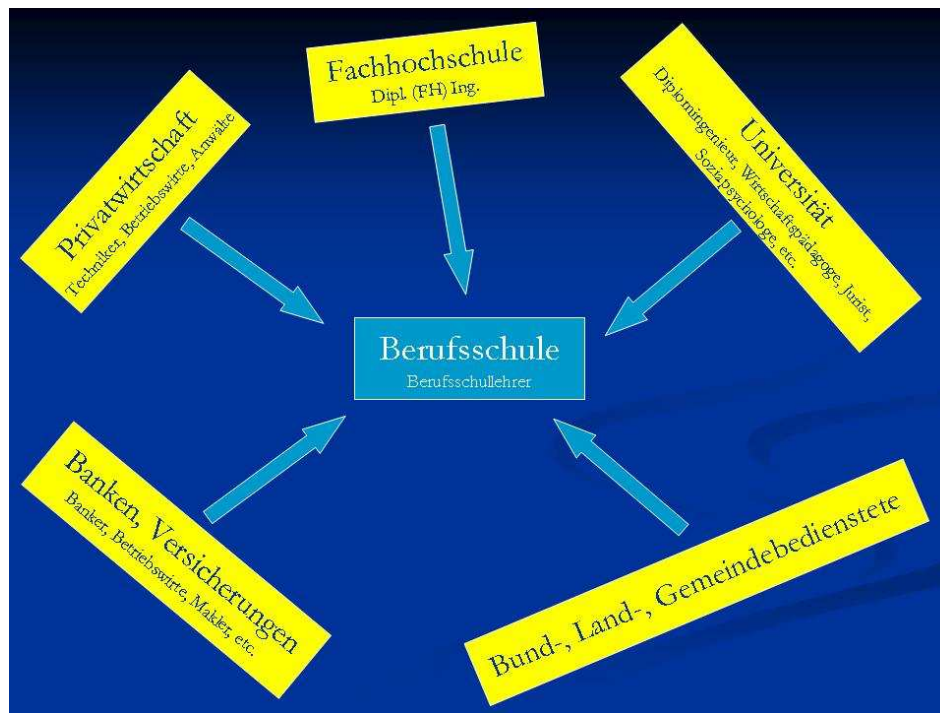 Fachhochschule
Dipl. (FH) Ing.
Privatwirtschaft
Techniker, Betriebswirte, Anwälte
Universität
Diplomingenieur, Wirtschaftspädagoge, Jurist,
Soziapsychologe, etc.
Berufsschule
Berufsschullehrer
Banken, Versicherungen
Banker, Betriebswirte, Makler, etc.
Bund-, Land-, Gemeindebedienstete